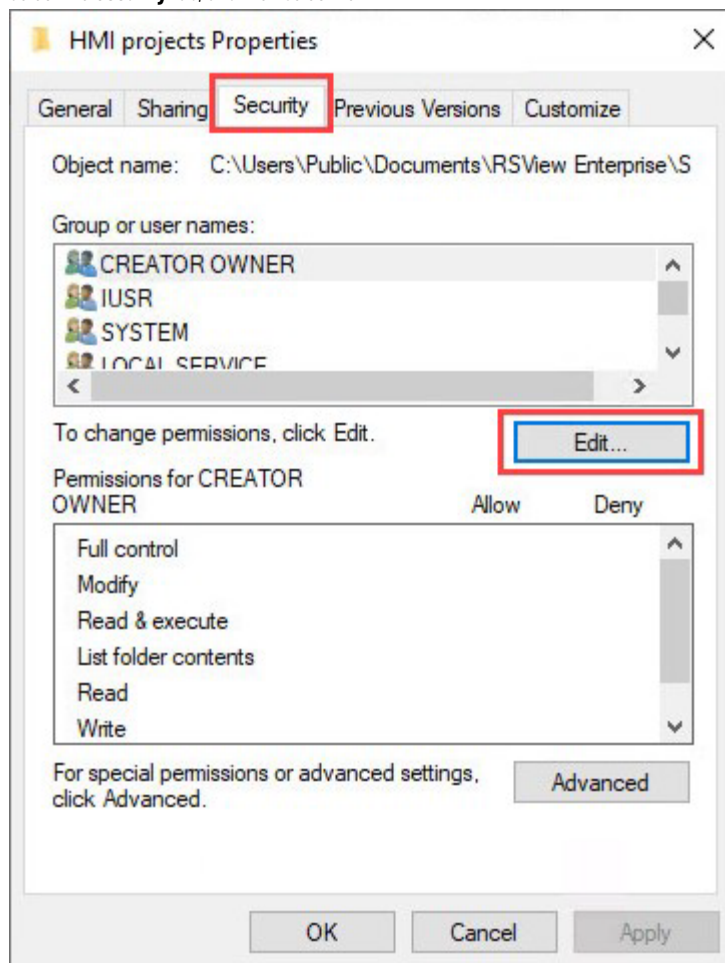 HMI projects Properties
General Sharing Security Previous Versions Customize
Object name: C:\Users\Public\Documents\RSView Enterprise\S
Group or user names:
CREATOR OWNER
IUSR
SYSTEM
LOCAL SERVICE
To change permissions, click Edit.
Edit...
Permissions for CREATOR
OWNER Allow Deny
Full control
Modify
Read & execute
List folder contents
Read
Write
For special permissions or advanced settings,
click Advanced.
Advanced
OK Cancel Apply